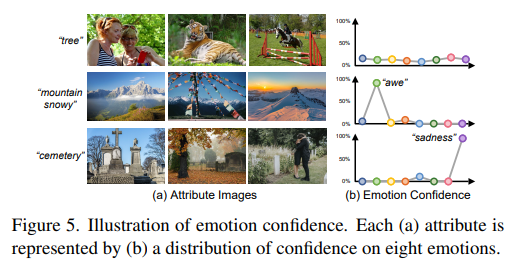 "tree"
100%
50%
0%
"mountain
snowy"
100%
"awe"
50%
0%
"cemetery"
100%
"sadness"
50%
0%
(a) Attribute Images
(b) Emotion Confidence
Figure 5. Illustration of emotion confidence. Each (a) attribute is
represented by (b) a distribution of confidence on eight emotions.